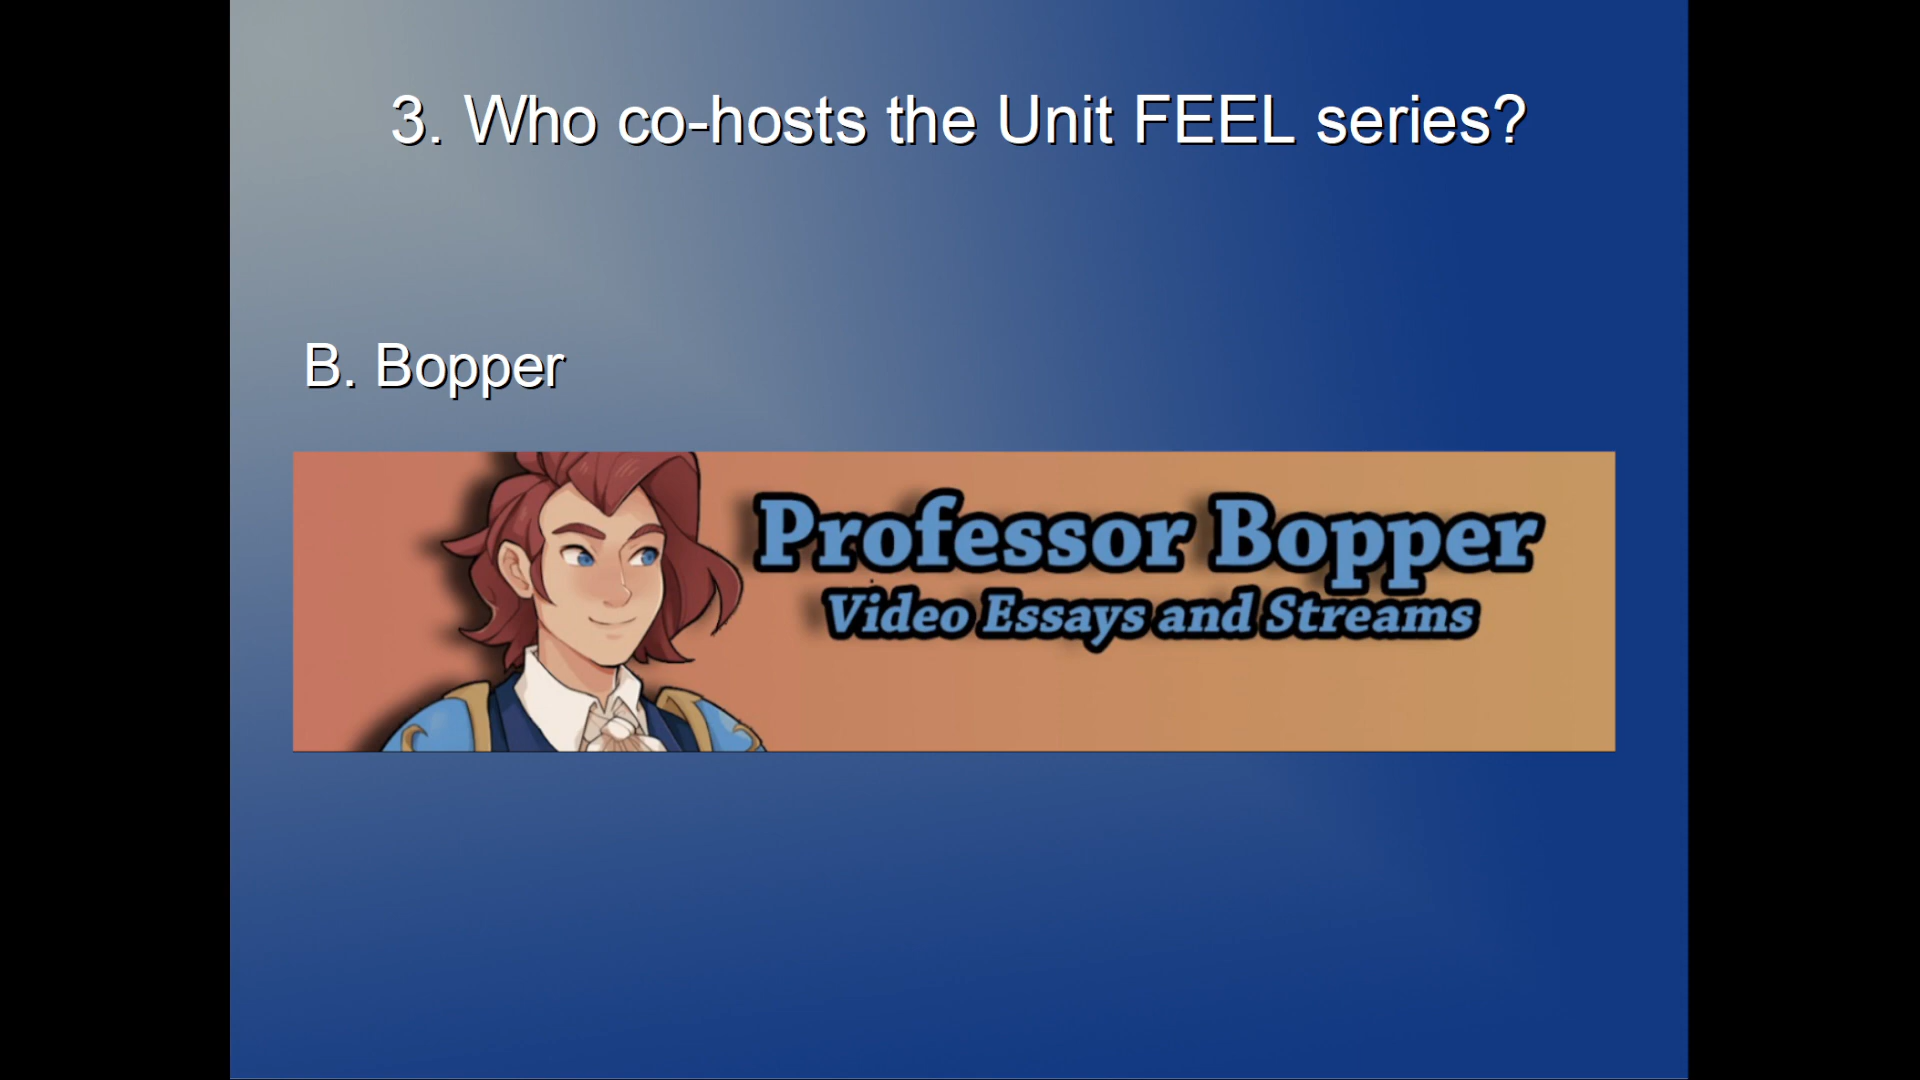 3. Who co-hosts the Unit FEEL series?
B. Bopper
Professor Bopper
Video Essays and Streams